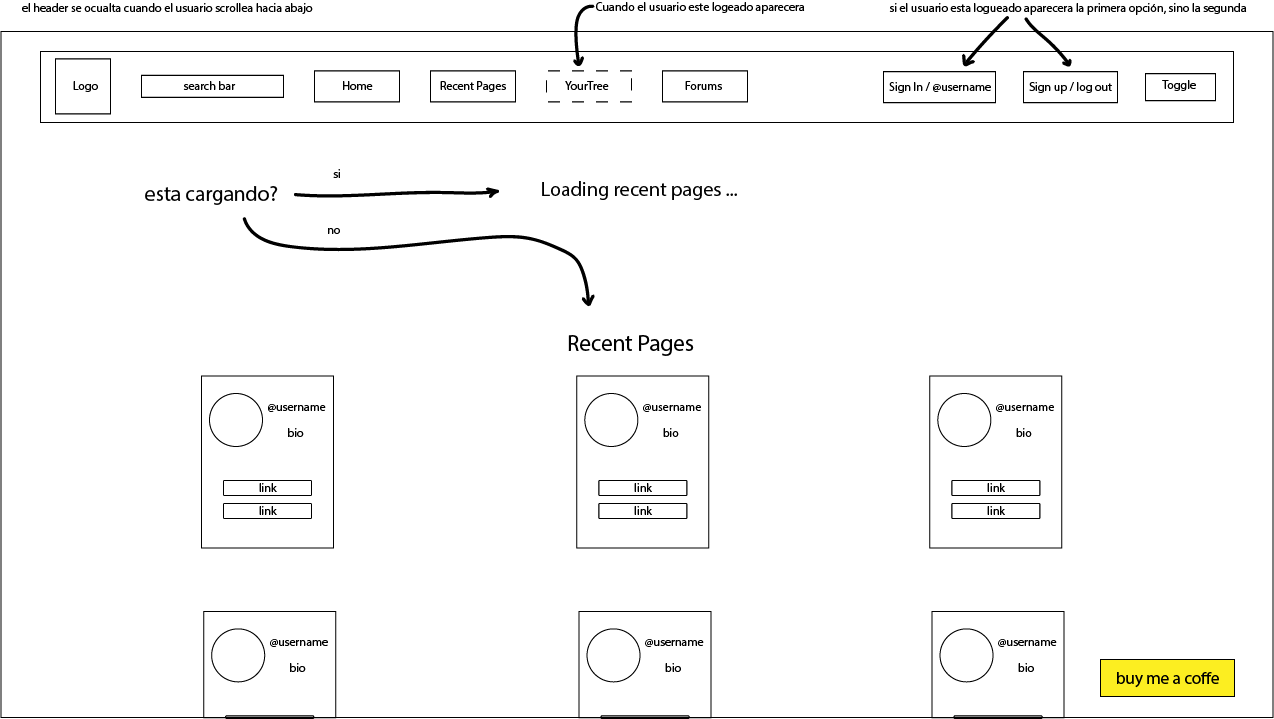 el header se ocualta cuando el usuario scrollea hacia abajo
Cuando el usuario este logeado aparecera
si el usuario esta logueado aparecera la primera opción, sino la segunda
Logo
search bar
Home
Recent Pages
YourTree
Forums
Sign In / @username
Sign up / log out
Toggle
esta cargando?
si
Loading recent pages ...
no
Recent Pages
@username
bio
link
link
@username
bio
link
link
@username
bio
link
link
@username
bio
@username
bio
@username
bio
buy me a coffe